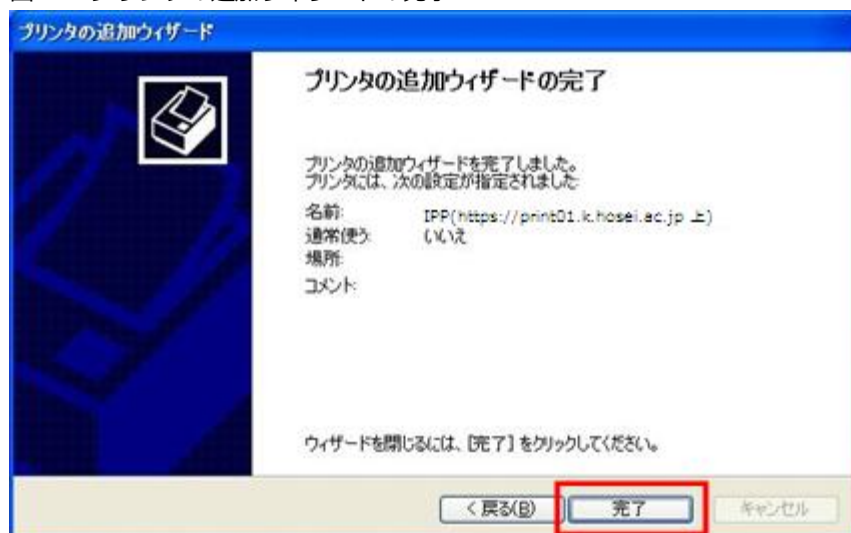 プリンタの追加ウィザード
プリンタの追加ウィザードの完了
プリンタの追加ウィザードを完了しました。
プリンタには、次の設定が指定されました:
名前: IPP(https://print01.k.hosei.ac.jp 上)
通常使う: いいえ
場所:
コメント:
ウィザードを閉じるには、[完了] をクリックしてください。
< 戻る(B) 完了 キャンセル